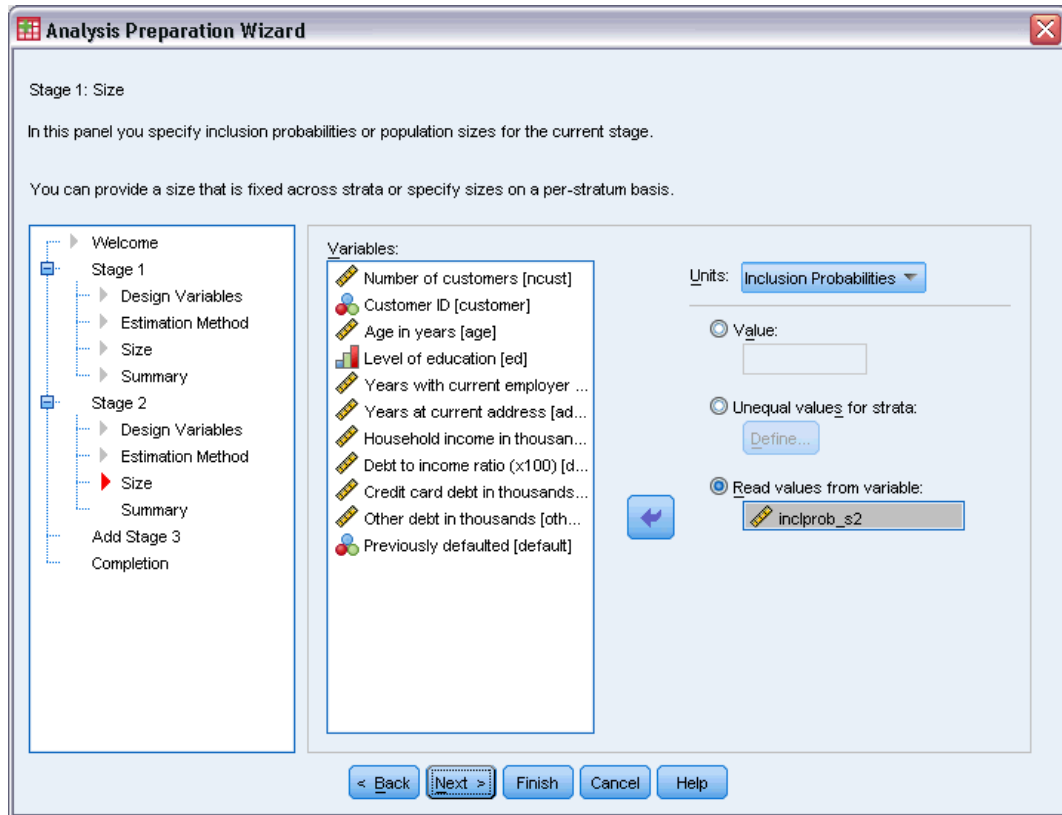 Analysis Preparation Wizard
Stage 1: Size
In this panel you specify inclusion probabilities or population sizes for the current stage.
You can provide a size that is fixed across strata or specify sizes on a per-stratum basis.
Welcome
Stage 1
Design Variables
Estimation Method
Size
Summary
Stage 2
Design Variables
Estimation Method
Size
Summary
Add Stage 3
Completion
Variables:
Number of customers [ncust]
Customer ID [customer]
Age in years [age]
Level of education [ed]
Years with current employer ...
Years at current address [ad...
Household income in thousan...
Debt to income ratio (x100) [d...
Credit card debt in thousands...
Other debt in thousands [oth...
Previously defaulted [default]
Units: Inclusion Probabilities
Value:
Unequal values for strata:
Define...
Read values from variable:
inclprob_s2
< Back Next > Finish Cancel Help